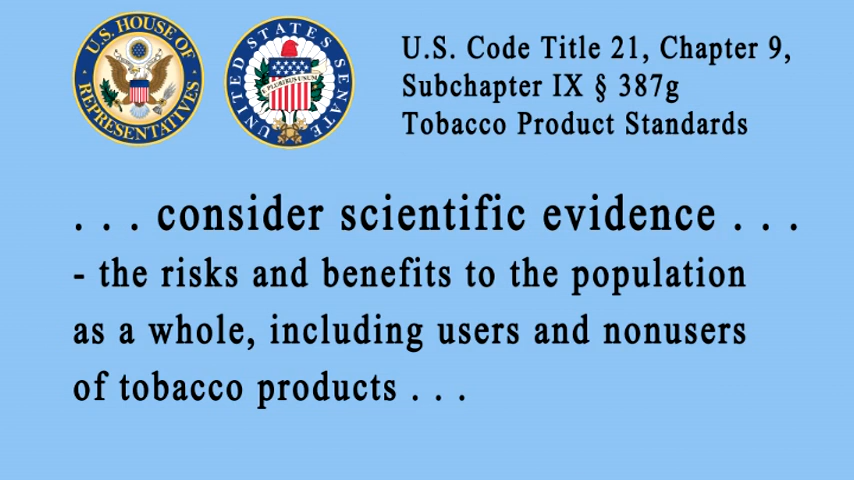 U.S. HOUSE OF
REPRESENTATIVES
UNITED STATES SENATE
E PLURIBUS UNUM
U.S. Code Title 21, Chapter 9,
Subchapter IX § 387g
Tobacco Product Standards
. . . consider scientific evidence . . .
- the risks and benefits to the population
as a whole, including users and nonusers
of tobacco products . . .